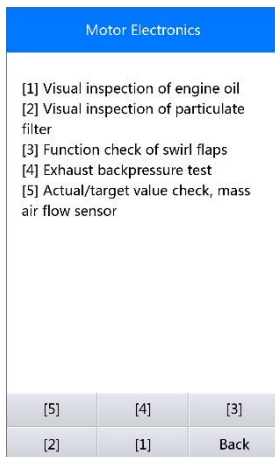 Motor Electronics
[1] Visual inspection of engine oil
[2] Visual inspection of particulate
filter
[3] Function check of swirl flaps
[4] Exhaust backpressure test
[5] Actual/target value check, mass
air flow sensor
[5] [4] [3]
[2] [1] Back